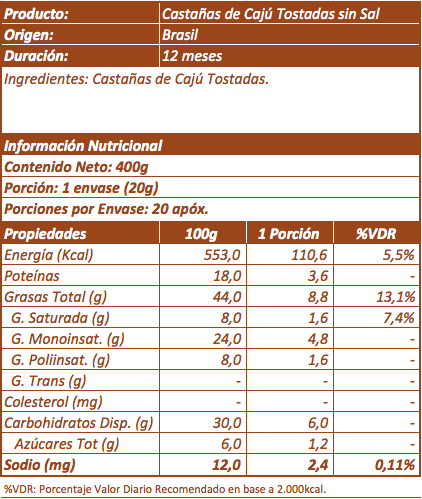 Producto: Castañas de Cajú Tostadas sin Sal
Origen: Brasil
Duración: 12 meses
Ingredientes: Castañas de Cajú Tostadas.
Información Nutricional
Contenido Neto: 400g
Porción: 1 envase (20g)
Porciones por Envase: 20 apóx.
Propiedades 100g 1 Porción %VDR
Energía (Kcal) 553,0 110,6 5,5%
Poteínas 18,0 3,6 -
Grasas Total (g) 44,0 8,8 13,1%
G. Saturada (g) 8,0 1,6 7,4%
G. Monoinsat. (g) 24,0 4,8 -
G. Poliinsat. (g) 8,0 1,6 -
G. Trans (g) - - -
Colesterol (mg) - - -
Carbohidratos Disp. (g) 30,0 6,0 -
Azúcares Tot (g) 6,0 1,2 -
Sodio (mg) 12,0 2,4 0,11%
%VDR: Porcentaje Valor Diario Recomendado en base a 2.000kcal.